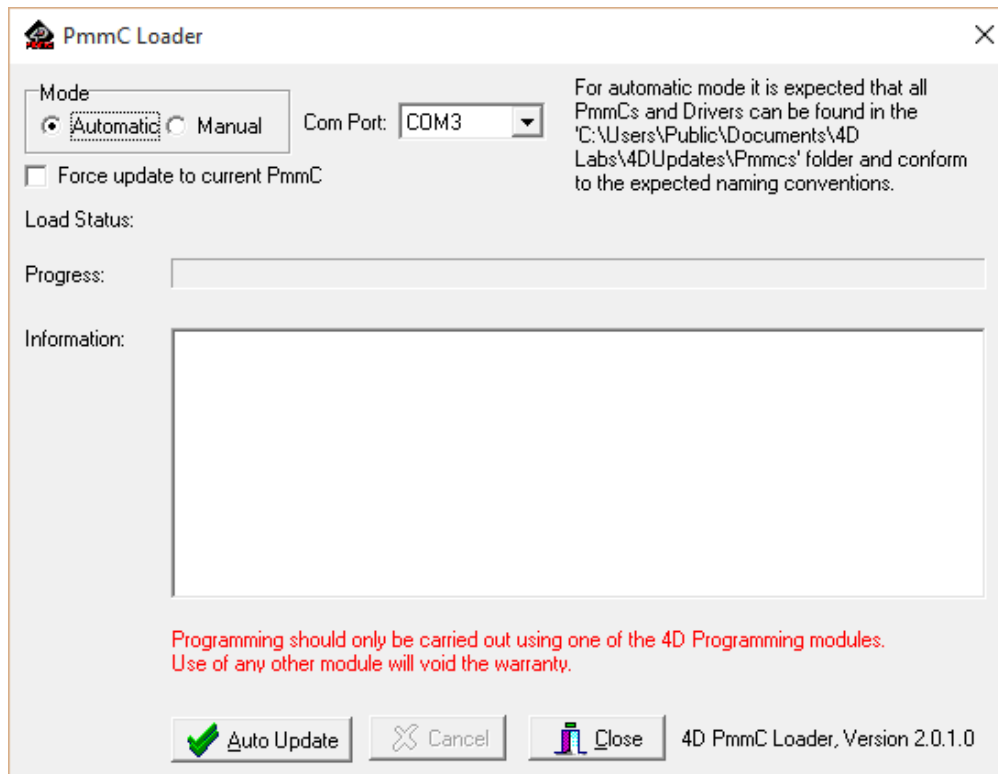 PmmC Loader
Mode
Automatic
Manual
Com Port:
COM3
For automatic mode it is expected that all
PmmCs and Drivers can be found in the
'C:\Users\Public\Documents\4D
Labs\4DUpdates\Pmmcs' folder and conform
to the expected naming conventions.
Force update to current PmmC
Load Status:
Progress:
Information:
Programming should only be carried out using one of the 4D Programming modules.
Use of any other module will void the warranty.
Auto Update
Cancel
Close
4D PmmC Loader, Version 2.0.1.0